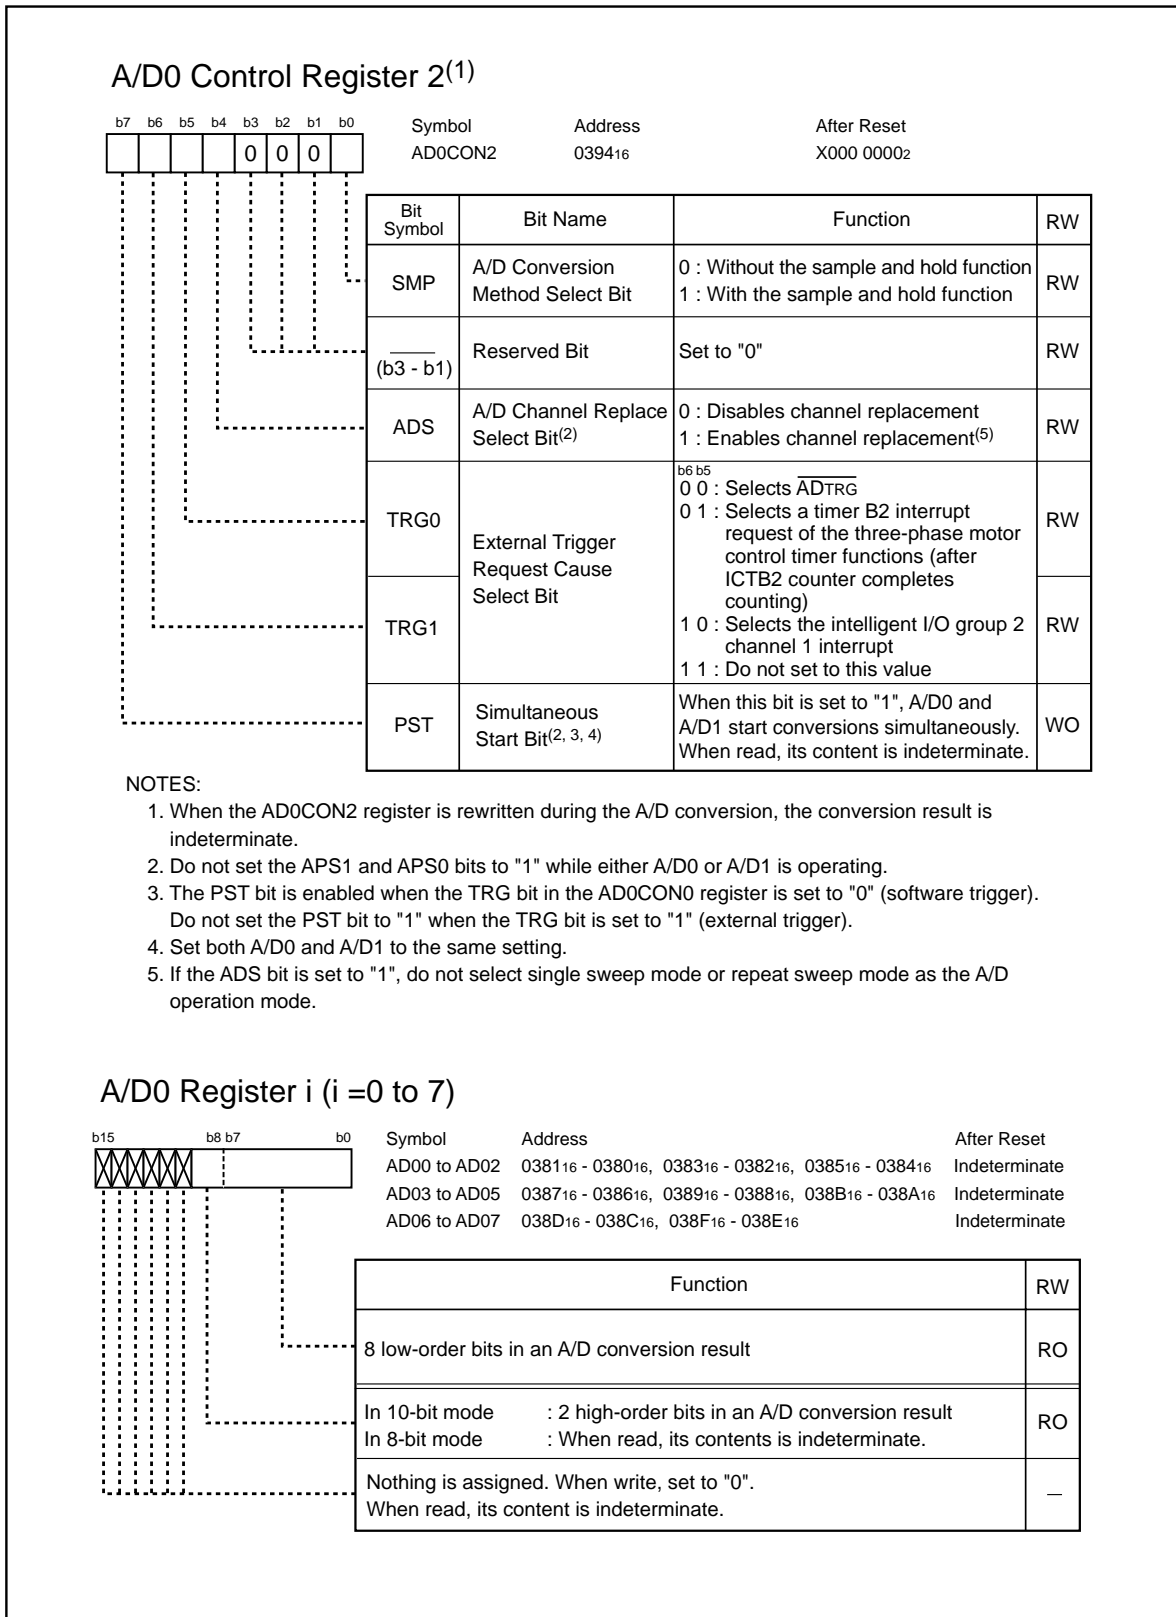 A/D0 Control Register 2(1)
b7 b6 b5 b4 b3 b2 b1 b0
0 0 0
Symbol Address After Reset
AD0CON2 039416 X000 00002
Bit Symbol Bit Name Function RW
SMP A/D Conversion Method Select Bit 0 : Without the sample and hold function RW
1 : With the sample and hold function
(b3 - b1) Reserved Bit Set to "0" RW
ADS A/D Channel Replace Select Bit(2) 0 : Disables channel replacement RW
1 : Enables channel replacement(5)
b6 b5
TRG0 External Trigger Request Cause Select Bit 0 0 : Selects ADTRG RW
0 1 : Selects a timer B2 interrupt
request of the three-phase motor
control timer functions (after
ICTB2 counter completes
counting)
TRG1 1 0 : Selects the intelligent I/O group 2 RW
channel 1 interrupt
1 1 : Do not set to this value
PST Simultaneous Start Bit(2, 3, 4) When this bit is set to "1", A/D0 and WO
A/D1 start conversions simultaneously.
When read, its content is indeterminate.
NOTES:
1. When the AD0CON2 register is rewritten during the A/D conversion, the conversion result is
indeterminate.
2. Do not set the APS1 and APS0 bits to "1" while either A/D0 or A/D1 is operating.
3. The PST bit is enabled when the TRG bit in the AD0CON0 register is set to "0" (software trigger).
Do not set the PST bit to "1" when the TRG bit is set to "1" (external trigger).
4. Set both A/D0 and A/D1 to the same setting.
5. If the ADS bit is set to "1", do not select single sweep mode or repeat sweep mode as the A/D
operation mode.
A/D0 Register i (i =0 to 7)
b15 b8 b7 b0
Symbol Address After Reset
AD00 to AD02 038116 - 038016, 038316 - 038216, 038516 - 038416 Indeterminate
AD03 to AD05 038716 - 038616, 038916 - 038816, 038B16 - 038A16 Indeterminate
AD06 to AD07 038D16 - 038C16, 038F16 - 038E16 Indeterminate
Function RW
8 low-order bits in an A/D conversion result RO
In 10-bit mode : 2 high-order bits in an A/D conversion result RO
In 8-bit mode : When read, its contents is indeterminate.
Nothing is assigned. When write, set to "0". —
When read, its content is indeterminate.